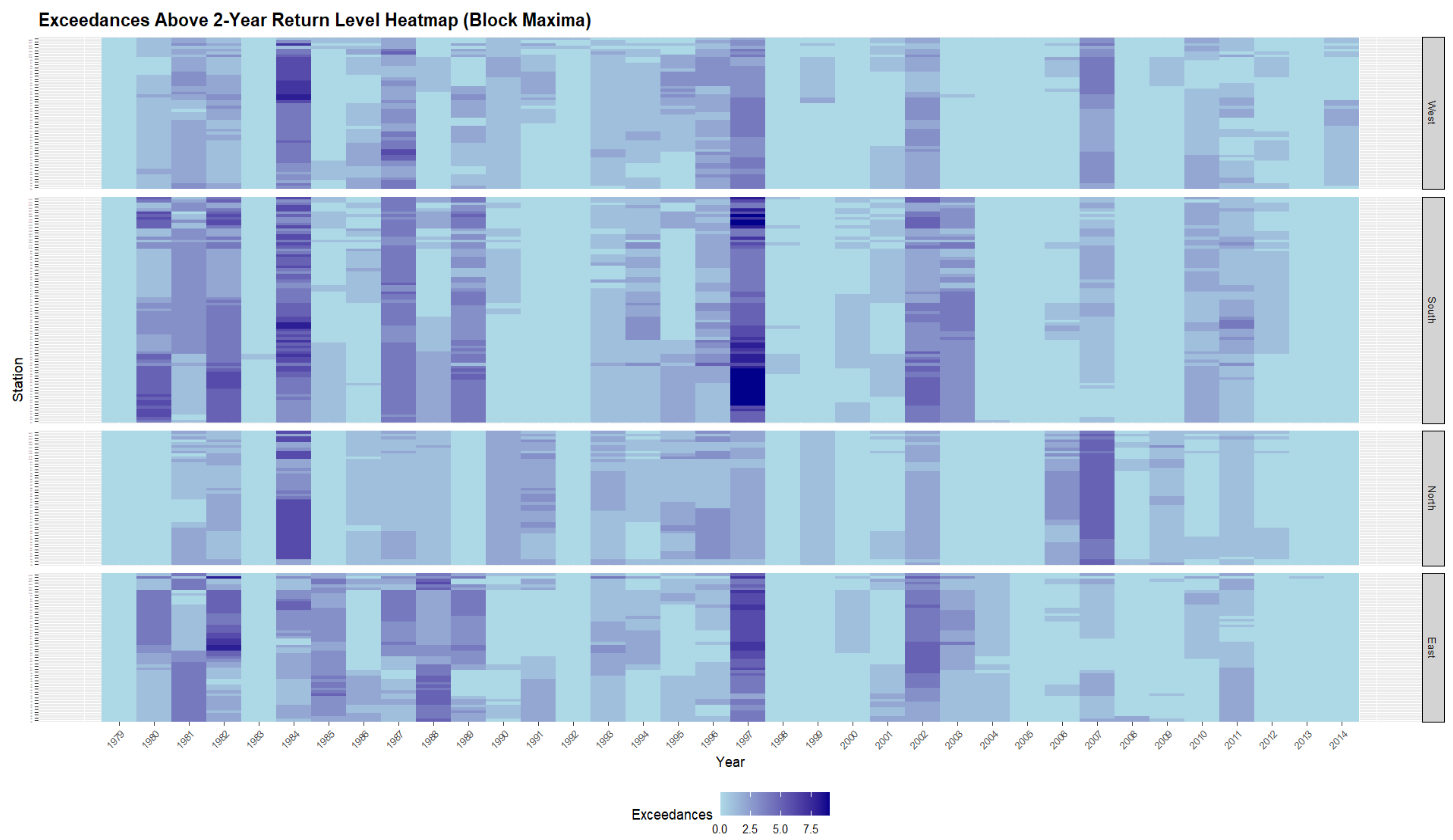 Exceedances Above 2-Year Return Level Heatmap (Block Maxima)
West
South
North
East
Station
1979 1980 1981 1982 1983 1984 1985 1986 1987 1988 1989 1990 1991 1992 1993 1994 1995 1996 1997 1998 1999 2000 2001 2002 2003 2004 2005 2006 2007 2008 2009 2010 2011 2012 2013 2014
Year
Exceedances
0.0 2.5 5.0 7.5